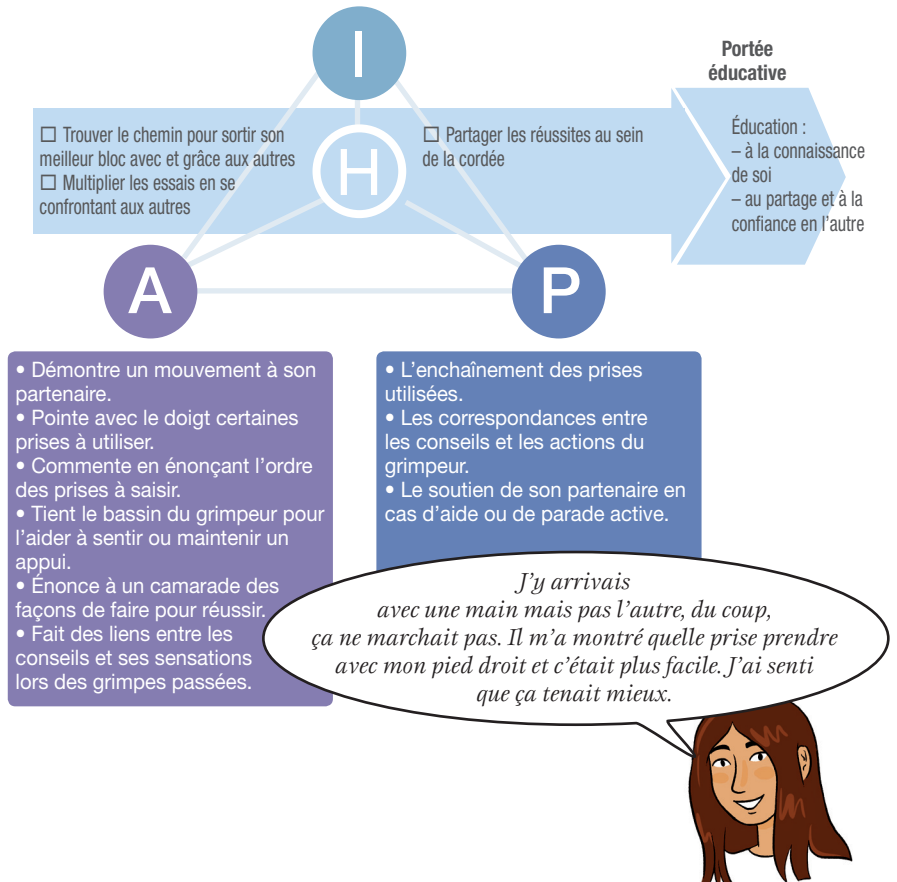 I
Portée
éducative
☐ Trouver le chemin pour sortir son
meilleur bloc avec et grâce aux autres
☐ Multiplier les essais en se
confrontant aux autres
H
☐ Partager les réussites au sein
de la cordée
Éducation :
– à la connaissance
de soi
– au partage et à la
confiance en l'autre
A
P
• Démontre un mouvement à son
partenaire.
• Pointe avec le doigt certaines
prises à utiliser.
• Commente en énonçant l'ordre
des prises à saisir.
• Tient le bassin du grimpeur pour
l'aider à sentir ou maintenir un
appui.
• Énonce à un camarade des
façons de faire pour réussir.
• Fait des liens entre les
conseils et ses sensations
lors des grimpes passées.
• L'enchaînement des prises
utilisées.
• Les correspondances entre
les conseils et les actions du
grimpeur.
• Le soutien de son partenaire en
cas d'aide ou de parade active.
J'y arrivais
avec une main mais pas l'autre, du coup,
ça ne marchait pas. Il m'a montré quelle prise prendre
avec mon pied droit et c'était plus facile. J'ai senti
que ça tenait mieux.